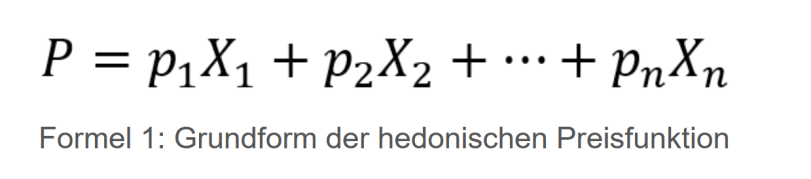 P = p₁X₁ + p₂X₂ + ⋯ + pₙXₙ
Formel 1: Grundform der hedonischen Preisfunktion